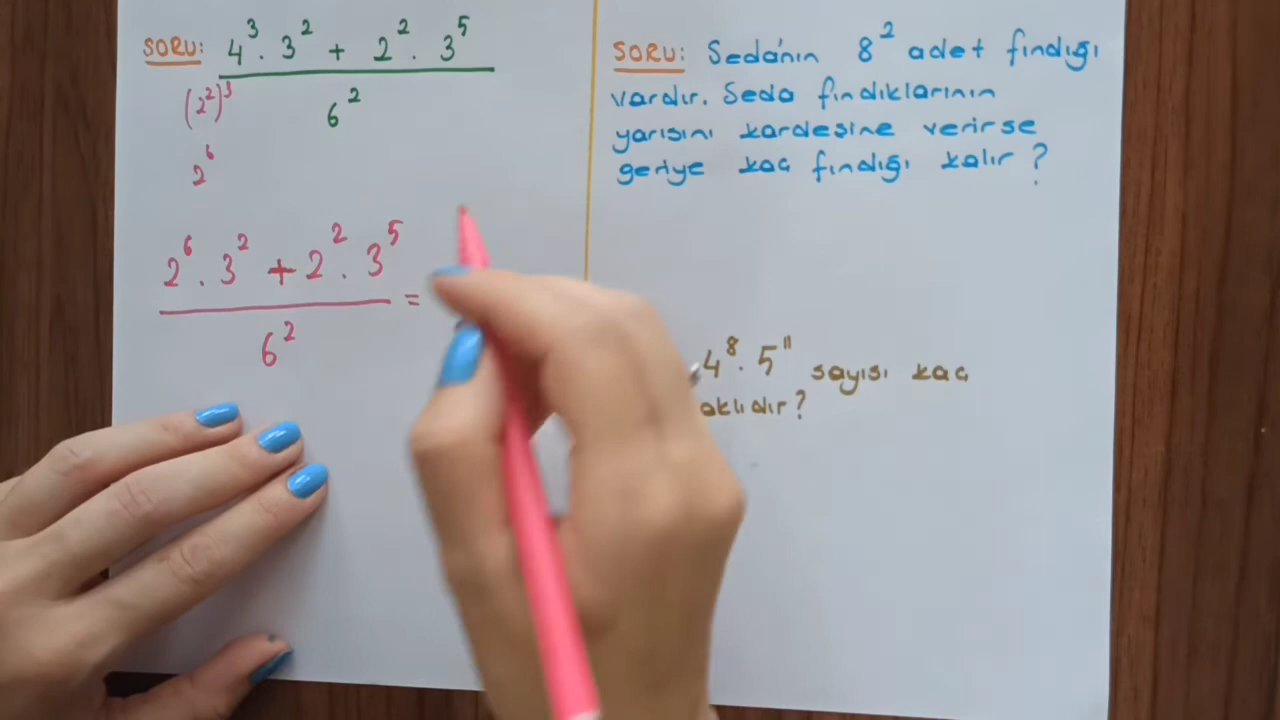 SORU: 4³ . 3² + 2² . 3⁵
6²
(2²)³
2⁶
2⁶ . 3² + 2² . 3⁵
6²
=
SORU: Seda'nın 8² adet fındığı
vardır. Seda fındıklarının
yarısını kardeşine verirse
geriye kaç fındığı kalır ?
4⁸ . 5¹¹ sayısı kaç